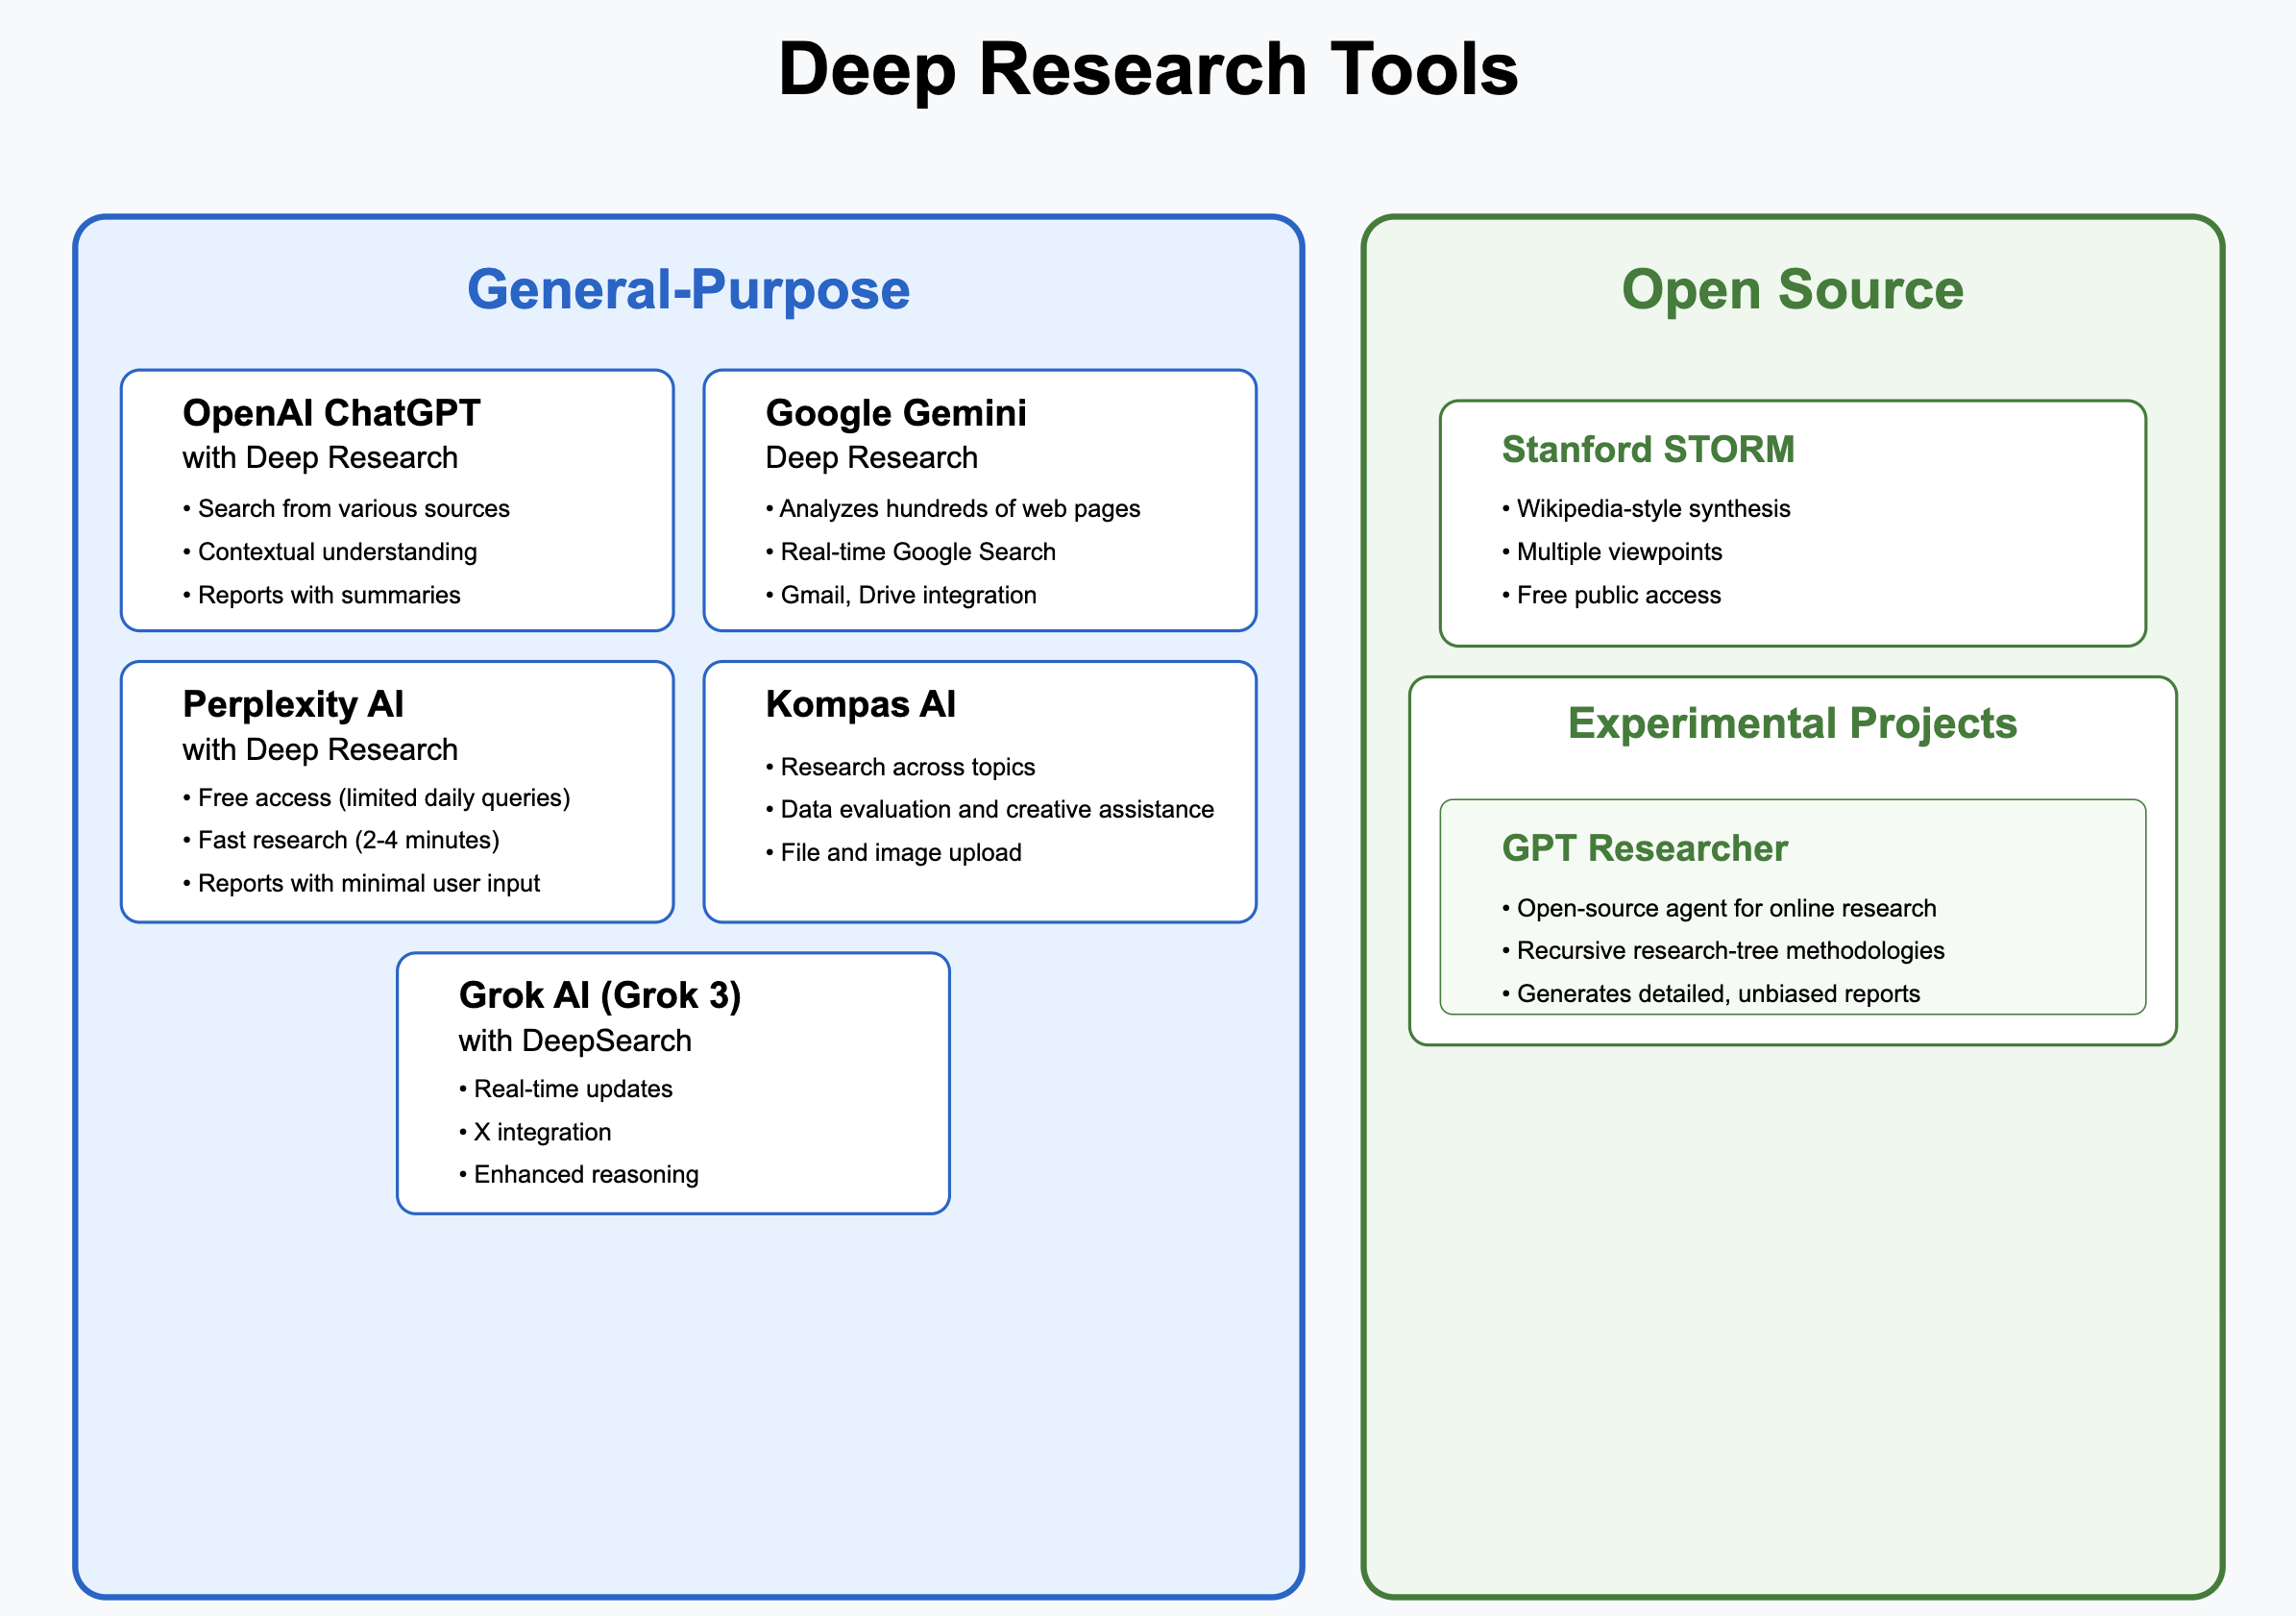 Deep Research Tools
General-Purpose
OpenAI ChatGPT
with Deep Research
• Search from various sources
• Contextual understanding
• Reports with summaries
Google Gemini
Deep Research
• Analyzes hundreds of web pages
• Real-time Google Search
• Gmail, Drive integration
Perplexity AI
with Deep Research
• Free access (limited daily queries)
• Fast research (2-4 minutes)
• Reports with minimal user input
Kompas AI
• Research across topics
• Data evaluation and creative assistance
• File and image upload
Grok AI (Grok 3)
with DeepSearch
• Real-time updates
• X integration
• Enhanced reasoning
Open Source
Stanford STORM
• Wikipedia-style synthesis
• Multiple viewpoints
• Free public access
Experimental Projects
GPT Researcher
• Open-source agent for online research
• Recursive research-tree methodologies
• Generates detailed, unbiased reports